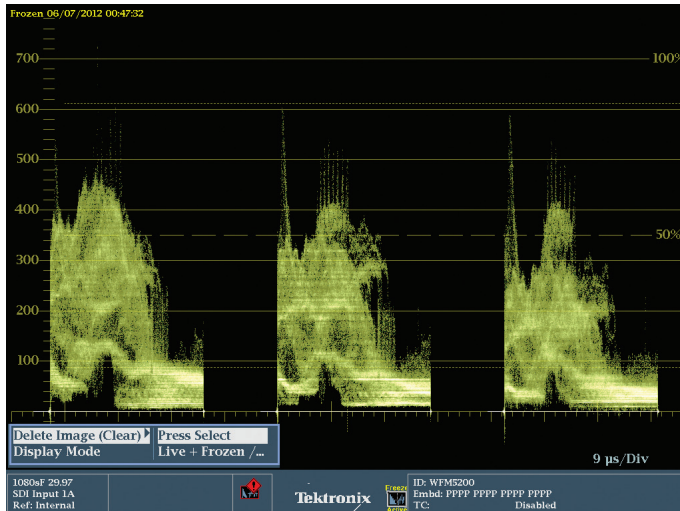 Frozen 06/07/2012 00:47:32
700
100%
600
500
400
50%
300
200
100
Delete Image (Clear) Press Select
Display Mode Live + Frozen /...
9 µs/Div
1080sF 29.97
SDI Input 1A
Ref: Internal
Tektronix
Freeze
Active
ID: WFM5200
Embd: PPPP PPPP PPPP PPPP
TC: Disabled